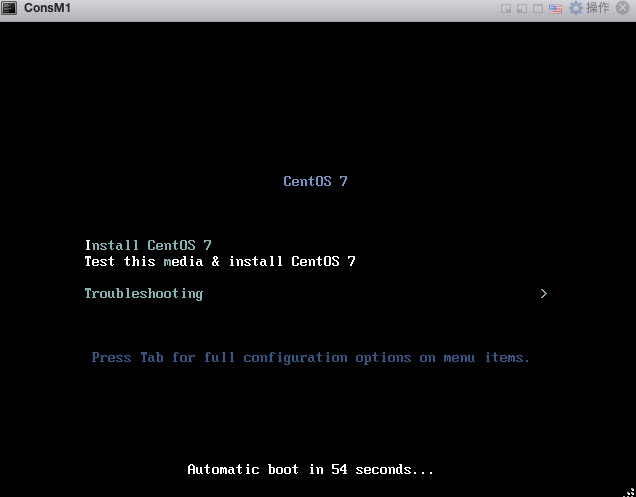 ConsM1 操作
CentOS 7
Install CentOS 7
Test this media & install CentOS 7
Troubleshooting >
Press Tab for full configuration options on menu items.
Automatic boot in 54 seconds...